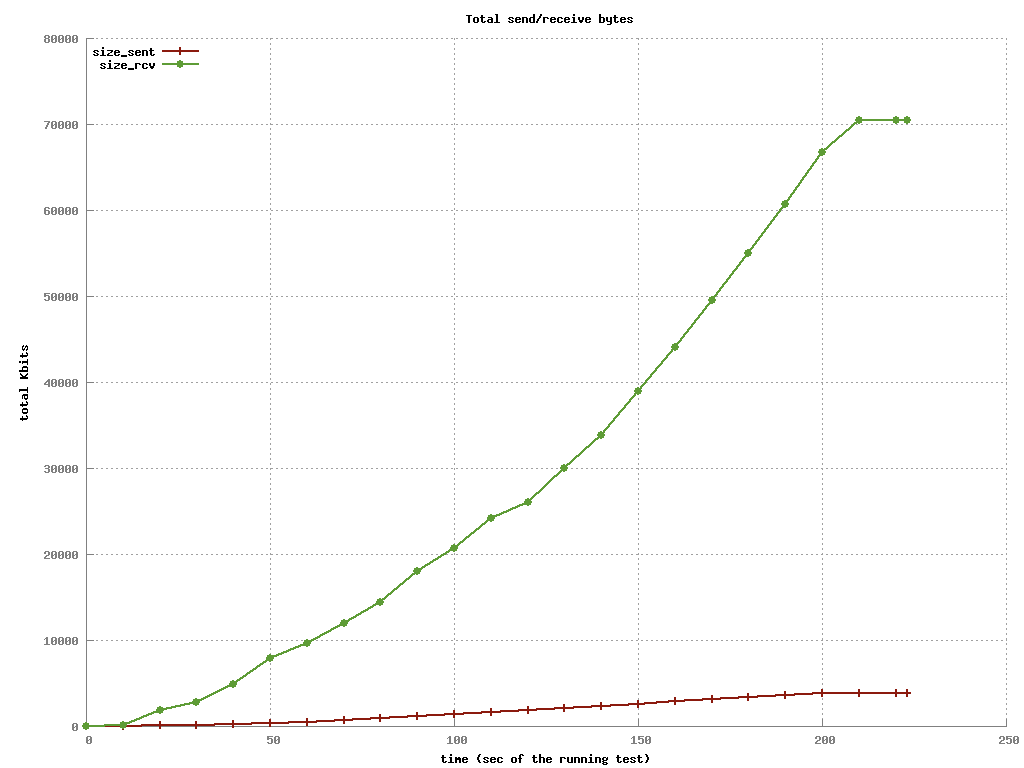 Total send/receive bytes
size_sent
size_rcv
80000
70000
60000
50000
40000
30000
20000
10000
0
total Kbits
0 50 100 150 200 250
time (sec of the running test)